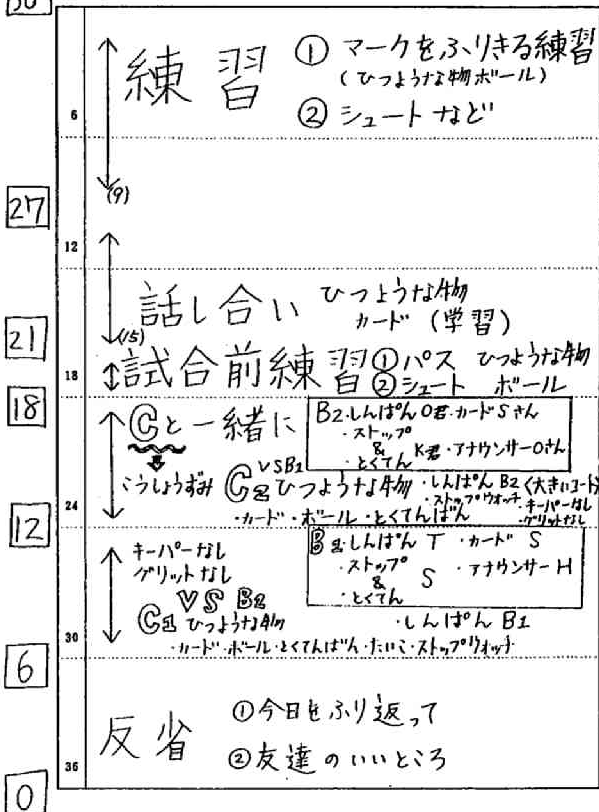 練習 ① マークをふりきる練習
(ひつような物ボール)
② シュートなど
6
(9)
27
12
話し合い ひつような物
カード (学習)
21
(15)
18
試合前練習 ①パス ひつような物
②シュート ボール
18
Cと一緒に
こうしょうずみ
B2・しんぱんO君・カードSさん
・ストップ
&
・とくてん
K君・アナウンサーOさん
C2 VSB1
ひつような物 ・しんぱんB2 (大きいコート)
・ストップウォッチ ・キーパーなし
・カード ・ボール ・とくてんばん ・グリットなし
24
12
キーパーなし
グリットなし
・しんぱん T ・カード S
・ストップ
&
・とくてん
S ・アナウンサーH
C1 VS B2
ひつような物 ・しんぱん B1
・カード・ボール・とくてんばん・たいこ・ストップウォッチ
30
6
反省 ①今日をふり返って
②友達のいいところ
36
0